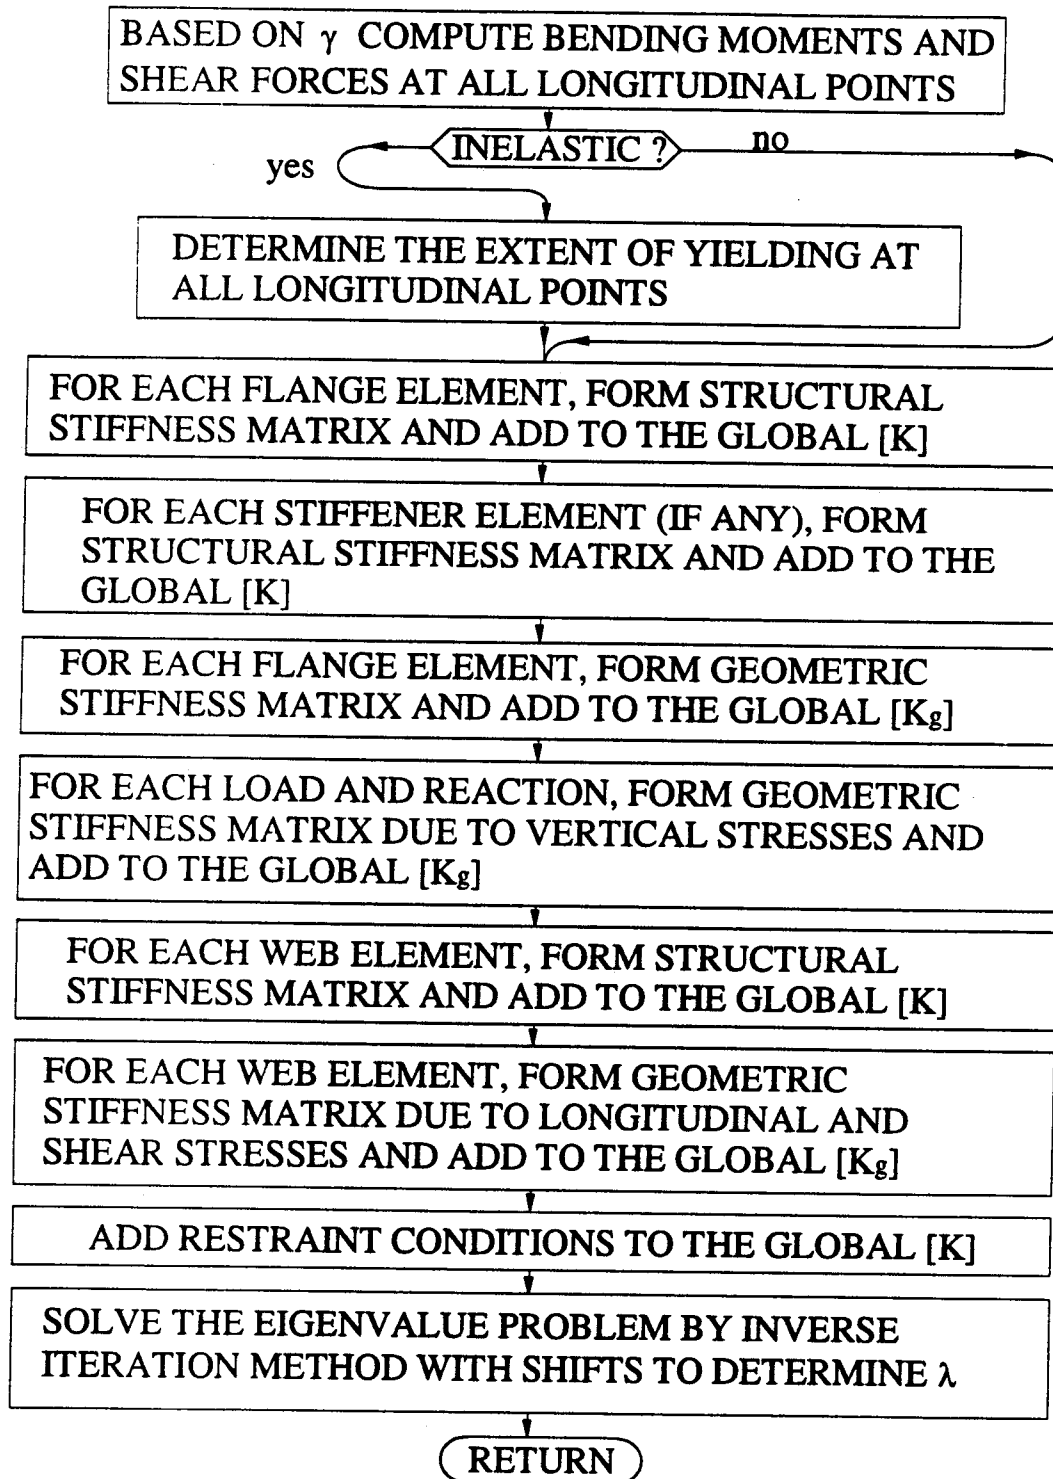 BASED ON γ COMPUTE BENDING MOMENTS AND
SHEAR FORCES AT ALL LONGITUDINAL POINTS
INELASTIC ?
no
yes
DETERMINE THE EXTENT OF YIELDING AT
ALL LONGITUDINAL POINTS
FOR EACH FLANGE ELEMENT, FORM STRUCTURAL
STIFFNESS MATRIX AND ADD TO THE GLOBAL [K]
FOR EACH STIFFENER ELEMENT (IF ANY), FORM
STRUCTURAL STIFFNESS MATRIX AND ADD TO THE
GLOBAL [K]
FOR EACH FLANGE ELEMENT, FORM GEOMETRIC
STIFFNESS MATRIX AND ADD TO THE GLOBAL [Kg]
FOR EACH LOAD AND REACTION, FORM GEOMETRIC
STIFFNESS MATRIX DUE TO VERTICAL STRESSES AND
ADD TO THE GLOBAL [Kg]
FOR EACH WEB ELEMENT, FORM STRUCTURAL
STIFFNESS MATRIX AND ADD TO THE GLOBAL [K]
FOR EACH WEB ELEMENT, FORM GEOMETRIC
STIFFNESS MATRIX DUE TO LONGITUDINAL AND
SHEAR STRESSES AND ADD TO THE GLOBAL [Kg]
ADD RESTRAINT CONDITIONS TO THE GLOBAL [K]
SOLVE THE EIGENVALUE PROBLEM BY INVERSE
ITERATION METHOD WITH SHIFTS TO DETERMINE λ
RETURN